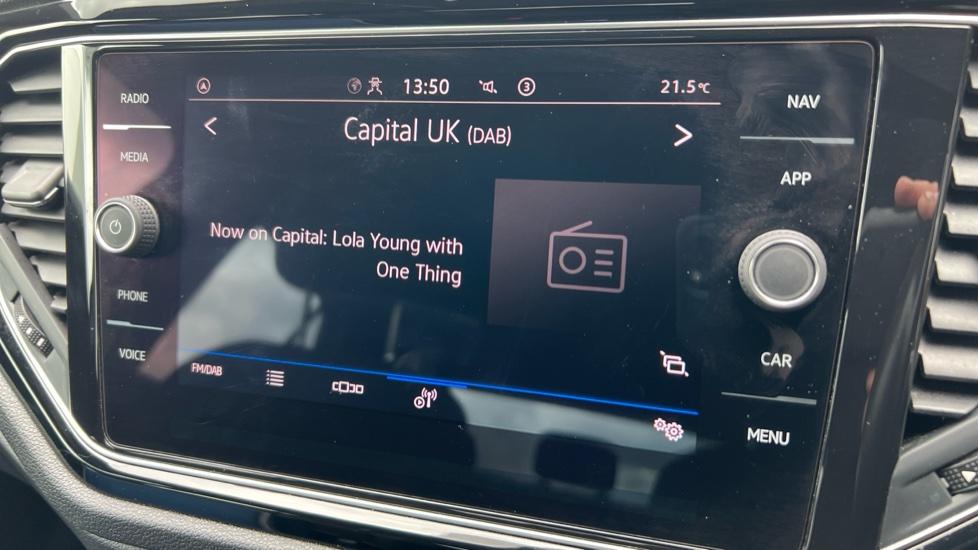 RADIO
MEDIA
PHONE
VOICE
13:50
3
21.5°C
Capital UK (DAB)
Now on Capital: Lola Young with
One Thing
FM/DAB
NAV
APP
CAR
MENU